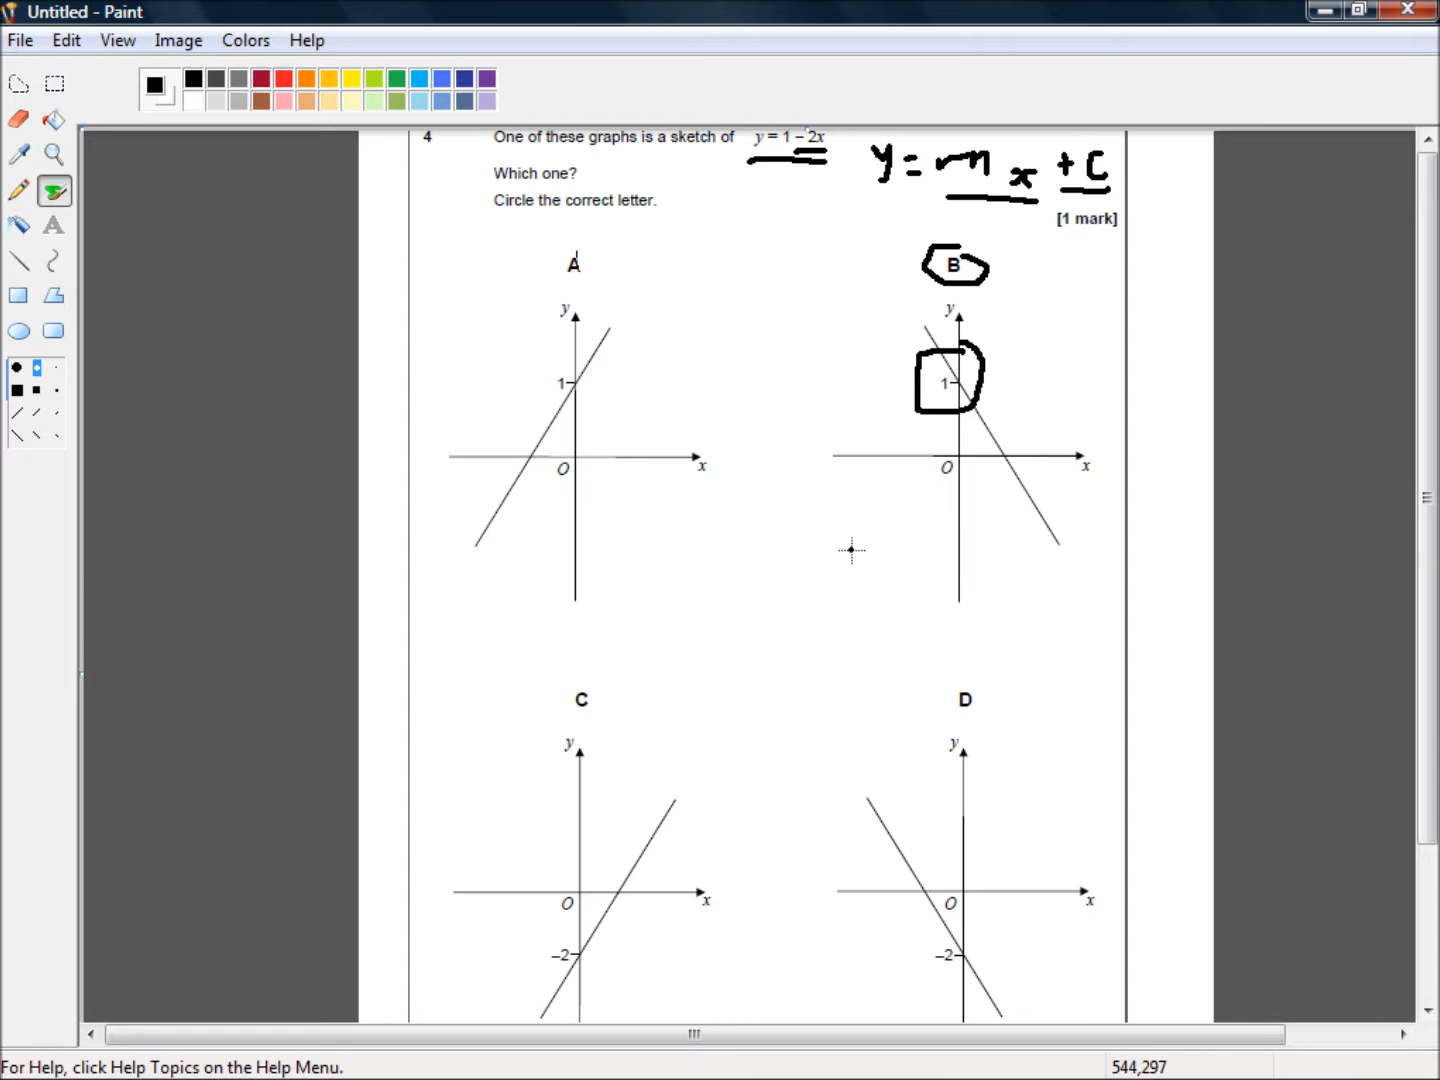 Untitled - Paint
File Edit View Image Colors Help
4 One of these graphs is a sketch of y = 1 – 2x
y = m x + c
Which one?
Circle the correct letter.
[1 mark]
A
B
y
y
1
1
O
x
O
x
C
D
y
y
O
x
O
x
–2
–2
For Help, click Help Topics on the Help Menu.
544,297